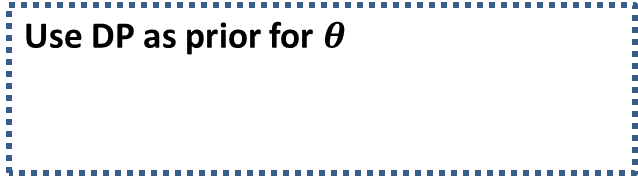 Use DP as prior for θ